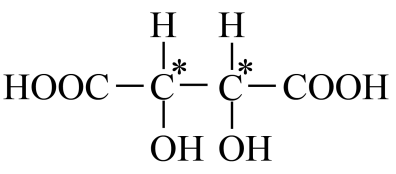 H H
HOOC — C* — C* — COOH
OH OH